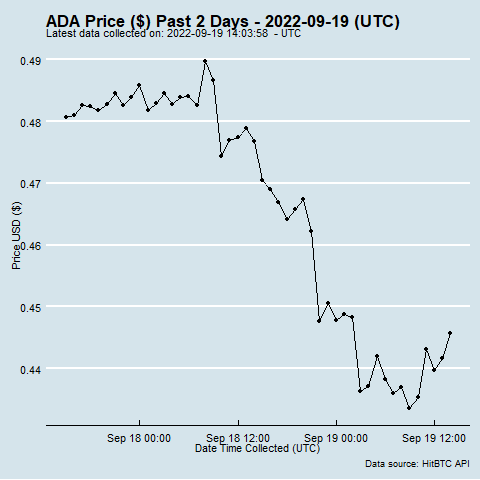 ADA Price ($) Past 2 Days - 2022-09-19 (UTC)
Latest data collected on: 2022-09-19 14:03:58 - UTC
0.49
0.48
0.47
0.46
0.45
0.44
Price USD ($)
Sep 18 00:00
Sep 18 12:00
Sep 19 00:00
Sep 19 12:00
Date Time Collected (UTC)
Data source: HitBTC API